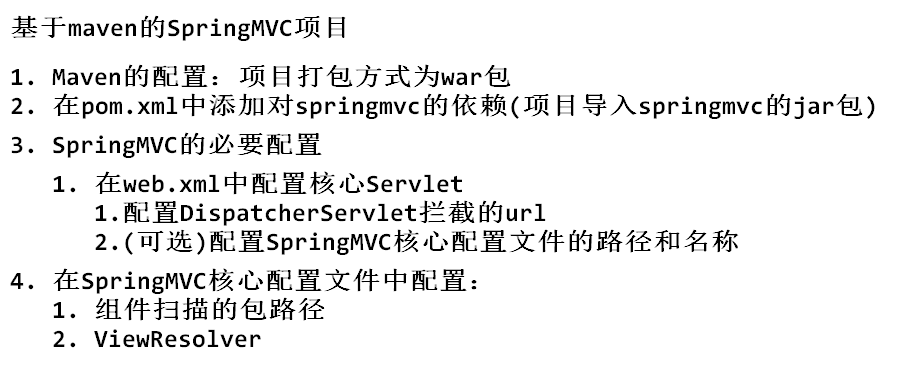 基于maven的SpringMVC项目
1. Maven的配置：项目打包方式为war包
2. 在pom.xml中添加对springmvc的依赖(项目导入springmvc的jar包)
3. SpringMVC的必要配置
1. 在web.xml中配置核心Servlet
1.配置DispatcherServlet拦截的url
2.(可选)配置SpringMVC核心配置文件的路径和名称
4. 在SpringMVC核心配置文件中配置：
1. 组件扫描的包路径
2. ViewResolver